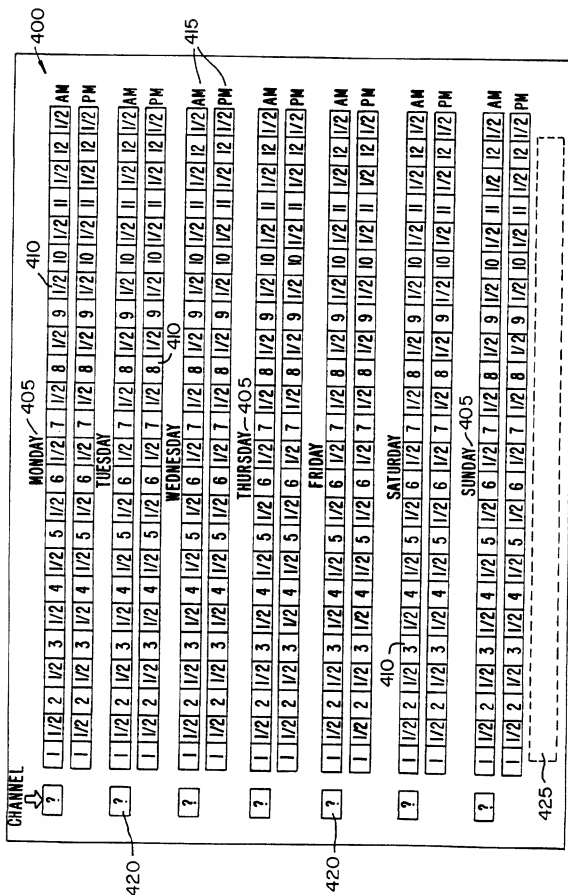 CHANNEL MONDAY 405 410 400
? 1 1/2 2 1/2 3 1/2 4 1/2 5 1/2 6 1/2 7 1/2 8 1/2 9 1/2 10 1/2 11 1/2 12 1/2 AM
1 1/2 2 1/2 3 1/2 4 1/2 5 1/2 6 1/2 7 1/2 8 1/2 9 1/2 10 1/2 11 1/2 12 1/2 PM
TUESDAY
? 1 1/2 2 1/2 3 1/2 4 1/2 5 1/2 6 1/2 7 1/2 8 1/2 9 1/2 10 1/2 11 1/2 12 1/2 AM
420 1 1/2 2 1/2 3 1/2 4 1/2 5 1/2 6 1/2 7 1/2 8 1/2 9 1/2 10 1/2 11 1/2 12 1/2 PM
WEDNESDAY 410 415
? 1 1/2 2 1/2 3 1/2 4 1/2 5 1/2 6 1/2 7 1/2 8 1/2 9 1/2 10 1/2 11 1/2 12 1/2 AM
1 1/2 2 1/2 3 1/2 4 1/2 5 1/2 6 1/2 7 1/2 8 1/2 9 1/2 10 1/2 11 1/2 12 1/2 PM
THURSDAY 405
? 1 1/2 2 1/2 3 1/2 4 1/2 5 1/2 6 1/2 7 1/2 8 1/2 9 1/2 10 1/2 11 1/2 12 1/2 AM
1 1/2 2 1/2 3 1/2 4 1/2 5 1/2 6 1/2 7 1/2 8 1/2 9 1/2 10 1/2 11 1/2 12 1/2 PM
FRIDAY
? 1 1/2 2 1/2 3 1/2 4 1/2 5 1/2 6 1/2 7 1/2 8 1/2 9 1/2 10 1/2 11 1/2 12 1/2 AM
420 1 1/2 2 1/2 3 1/2 4 1/2 5 1/2 6 1/2 7 1/2 8 1/2 9 1/2 10 1/2 11 1/2 12 1/2 PM
410 SATURDAY
? 1 1/2 2 1/2 3 1/2 4 1/2 5 1/2 6 1/2 7 1/2 8 1/2 9 1/2 10 1/2 11 1/2 12 1/2 AM
1 1/2 2 1/2 3 1/2 4 1/2 5 1/2 6 1/2 7 1/2 8 1/2 9 1/2 10 1/2 11 1/2 12 1/2 PM
SUNDAY 405
? 1 1/2 2 1/2 3 1/2 4 1/2 5 1/2 6 1/2 7 1/2 8 1/2 9 1/2 10 1/2 11 1/2 12 1/2 AM
1 1/2 2 1/2 3 1/2 4 1/2 5 1/2 6 1/2 7 1/2 8 1/2 9 1/2 10 1/2 11 1/2 12 1/2 PM
425